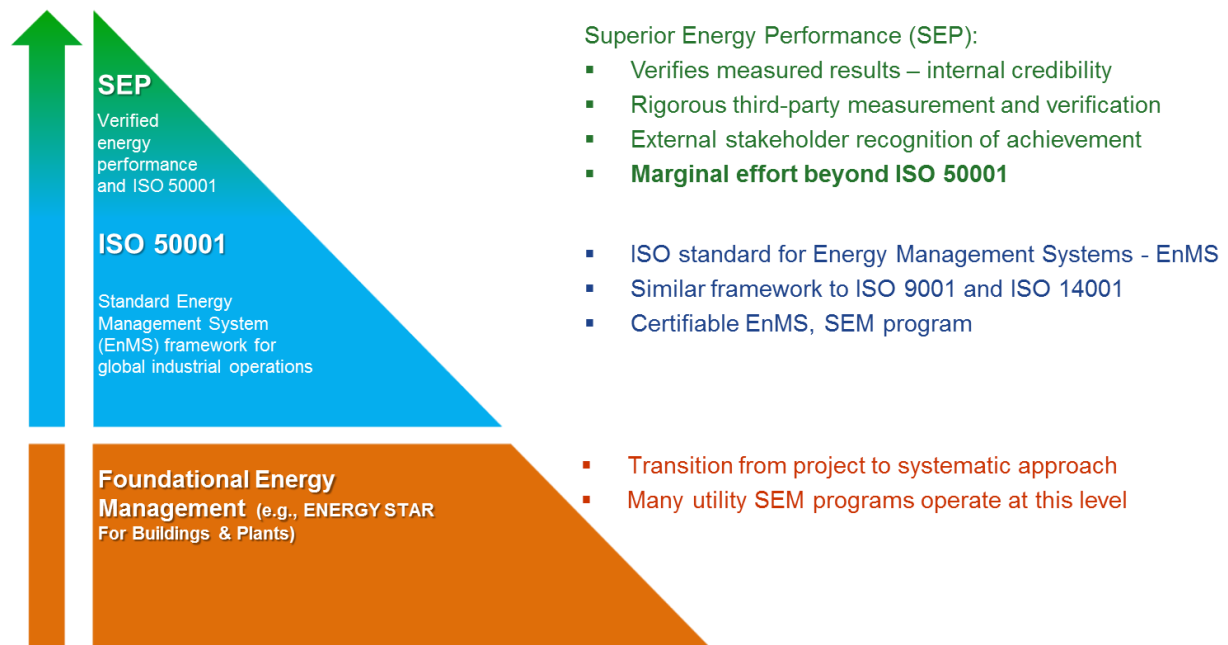 SEP
Verified
energy
performance
and ISO 50001
ISO 50001
Standard Energy
Management System
(EnMS) framework for
global industrial operations
Foundational Energy
Management (e.g., ENERGY STAR
For Buildings & Plants)
Superior Energy Performance (SEP):
▪ Verifies measured results – internal credibility
▪ Rigorous third-party measurement and verification
▪ External stakeholder recognition of achievement
▪ Marginal effort beyond ISO 50001
▪ ISO standard for Energy Management Systems - EnMS
▪ Similar framework to ISO 9001 and ISO 14001
▪ Certifiable EnMS, SEM program
▪ Transition from project to systematic approach
▪ Many utility SEM programs operate at this level